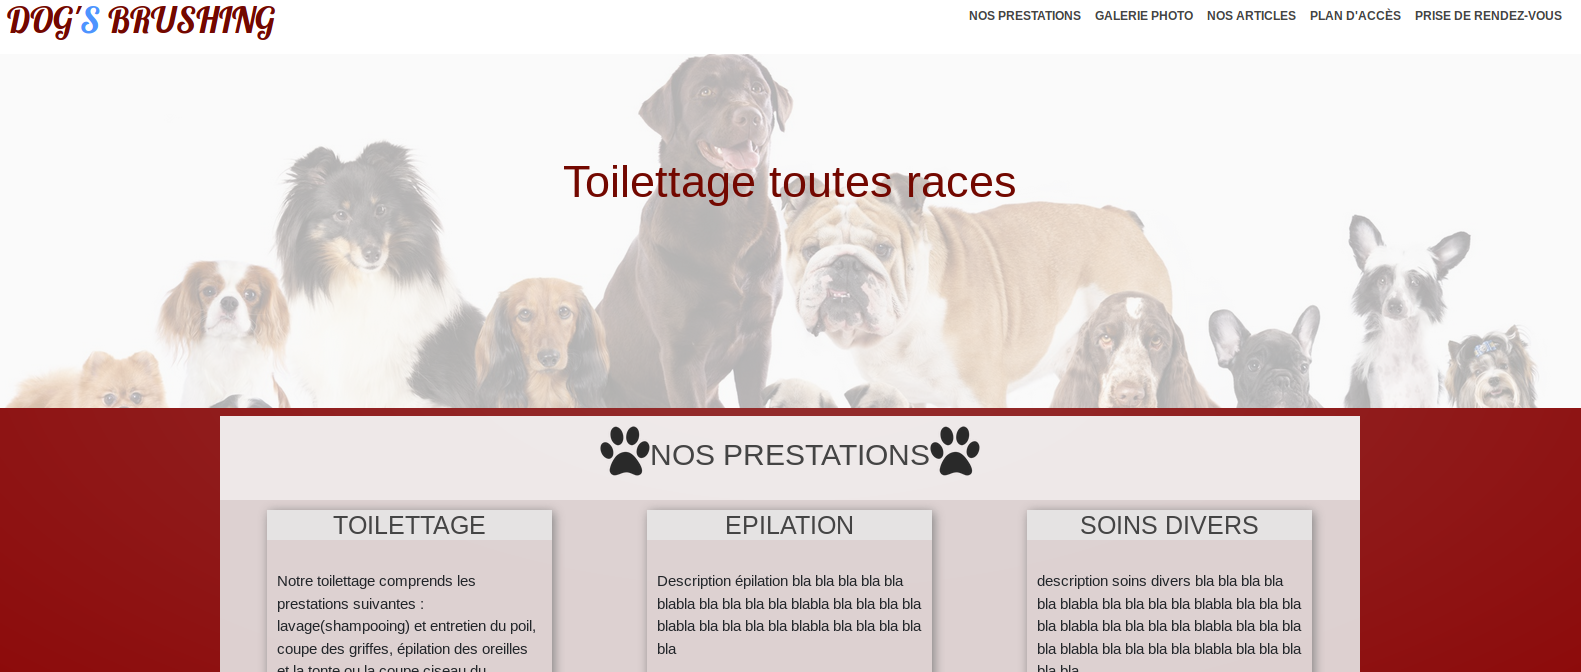 DOG'S BRUSHING
NOS PRESTATIONS GALERIE PHOTO NOS ARTICLES PLAN D'ACCÈS PRISE DE RENDEZ-VOUS
Toilettage toutes races
NOS PRESTATIONS
TOILETTAGE
Notre toilettage comprends les
prestations suivantes :
lavage(shampooing) et entretien du poil,
coupe des griffes, épilation des oreilles
et la tonte ou la coupe ciseau du
EPILATION
Description épilation bla bla bla bla bla
blabla bla bla bla bla blabla bla bla bla bla
blabla bla bla bla bla blabla bla bla bla bla
bla
SOINS DIVERS
description soins divers bla bla bla bla
bla blabla bla bla bla bla blabla bla bla bla
bla blabla bla bla bla bla blabla bla bla bla
bla blabla bla bla bla bla blabla bla bla bla
bla bla